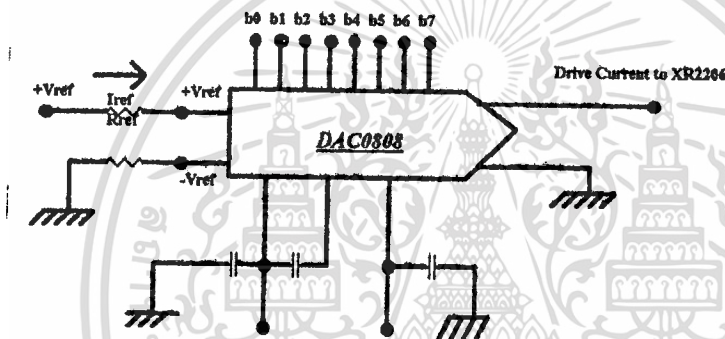 b0 b1 b2 b3 b4 b5 b6 b7
Drive Current to XR2206
+Vref
Iref
Rref
+Vref
DAC0808
-Vref